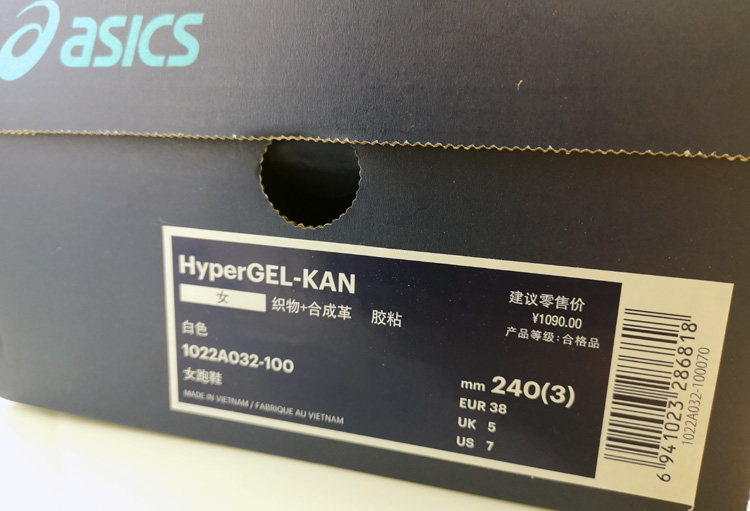 asics
HyperGEL-KAN
女 织物+合成革 胶粘
白色
1022A032-100
女跑鞋
MADE IN VIETNAM / FABRIQUE AU VIETNAM
建议零售价
¥1090.00
产品等级:合格品
mm 240(3)
EUR 38
UK 5
US 7
6 941023 286818
1022A032-100070